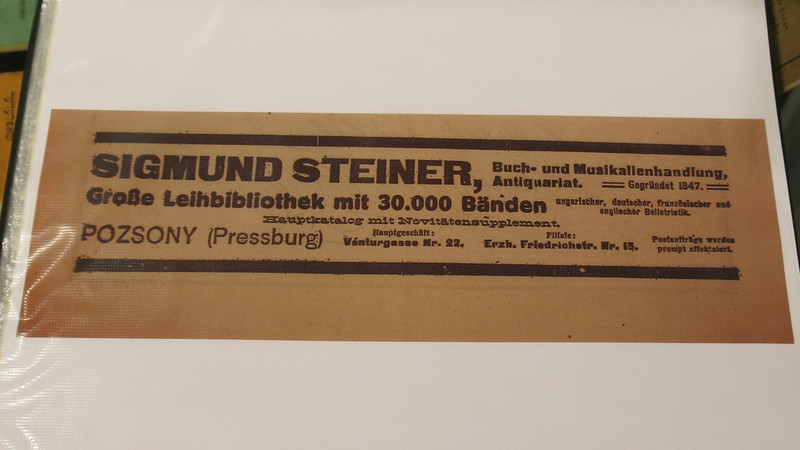 SIGMUND STEINER, Buch- und Musikalienhandlung,
Antiquariat. Gegründet 1847.
Große Leihbibliothek mit 30.000 Bänden ungarischer, deutscher, französischer und
englischer Belletristik.
Hauptkatalog mit Novitätensupplement.
POZSONY (Pressburg) Hauptgeschäft: Venturgasse Nr. 22, Filiale: Erzh. Friedrichstr. Nr. 15. Postaufträge werden
prompt effektuiert.